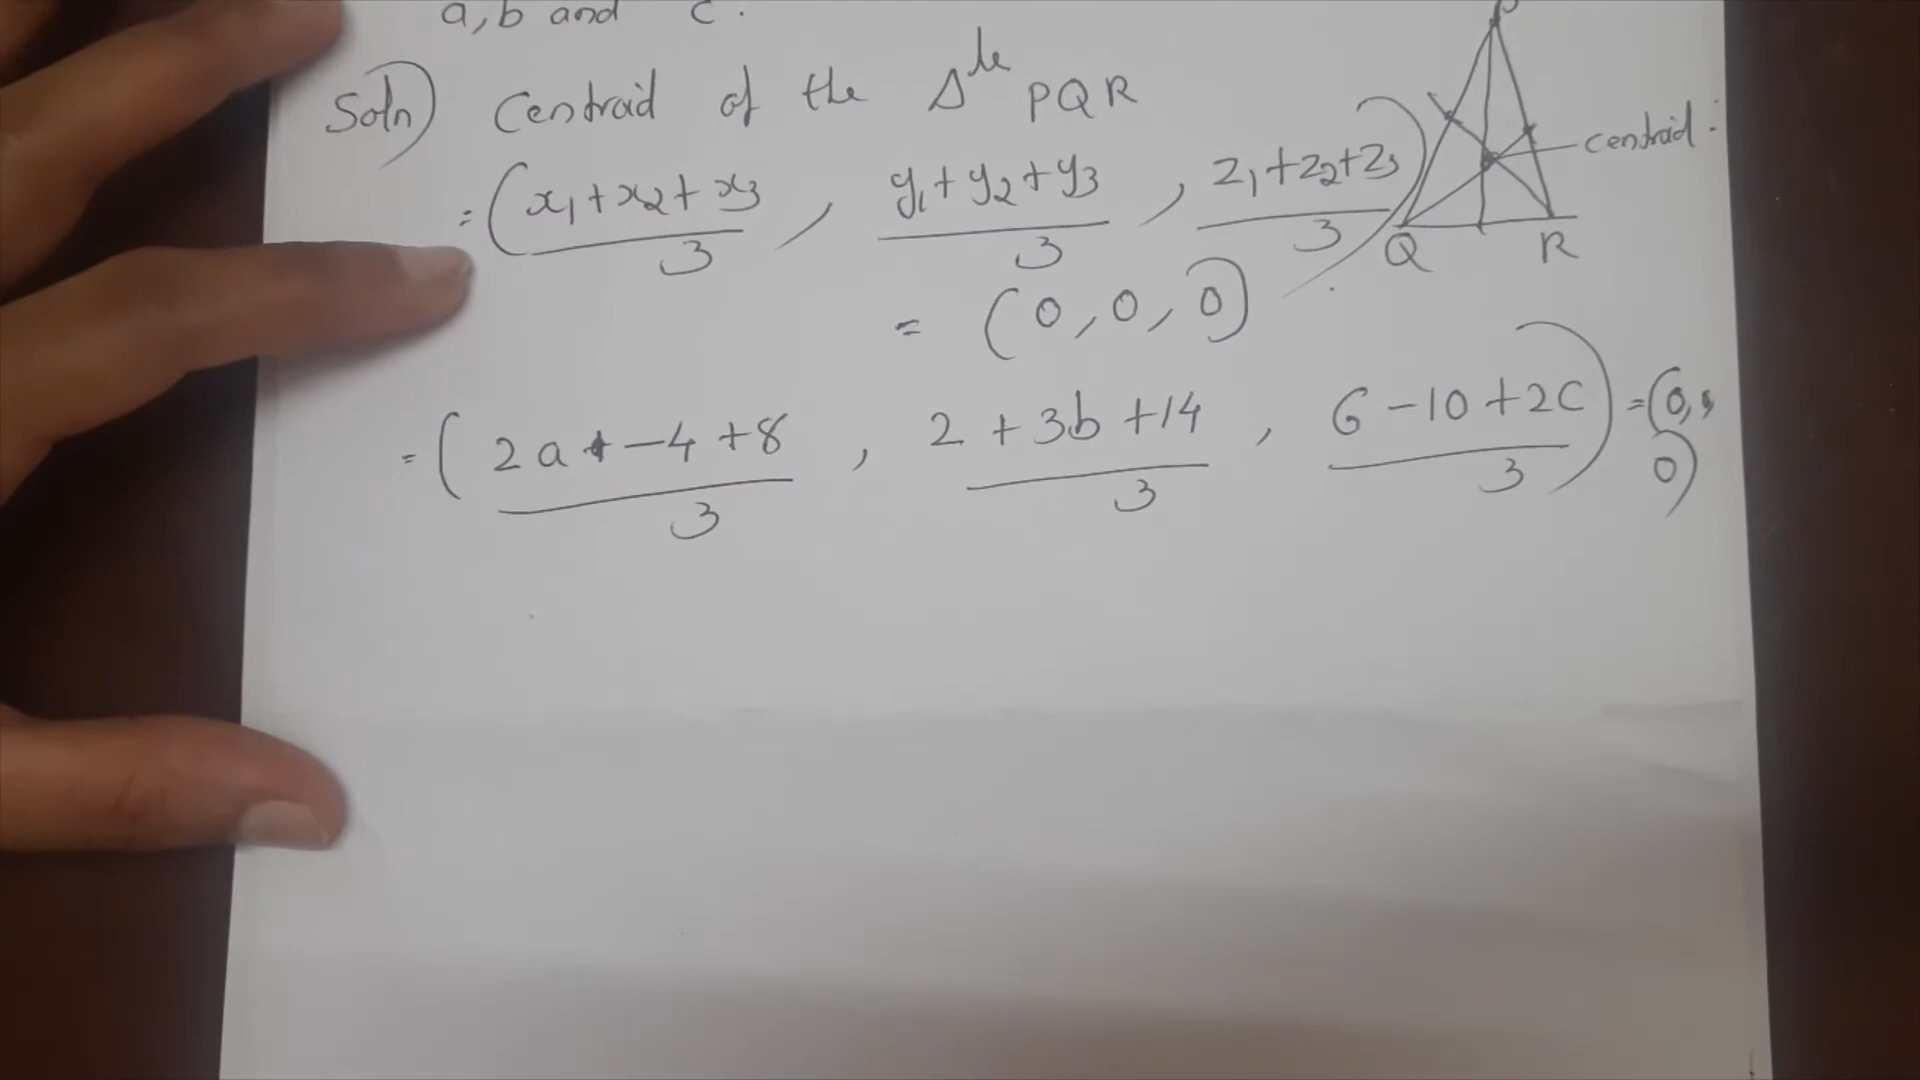 a, b and c.
Soln) Centroid of the Δle PQR
= (x₁+x₂+x₃/3, y₁+y₂+y₃/3, z₁+z₂+z₃/3)
centroid:
Q R
= (0, 0, 0)
= (2a+-4+8/3, 2+3b+14/3, 6-10+2c/3) = (0,,
0)